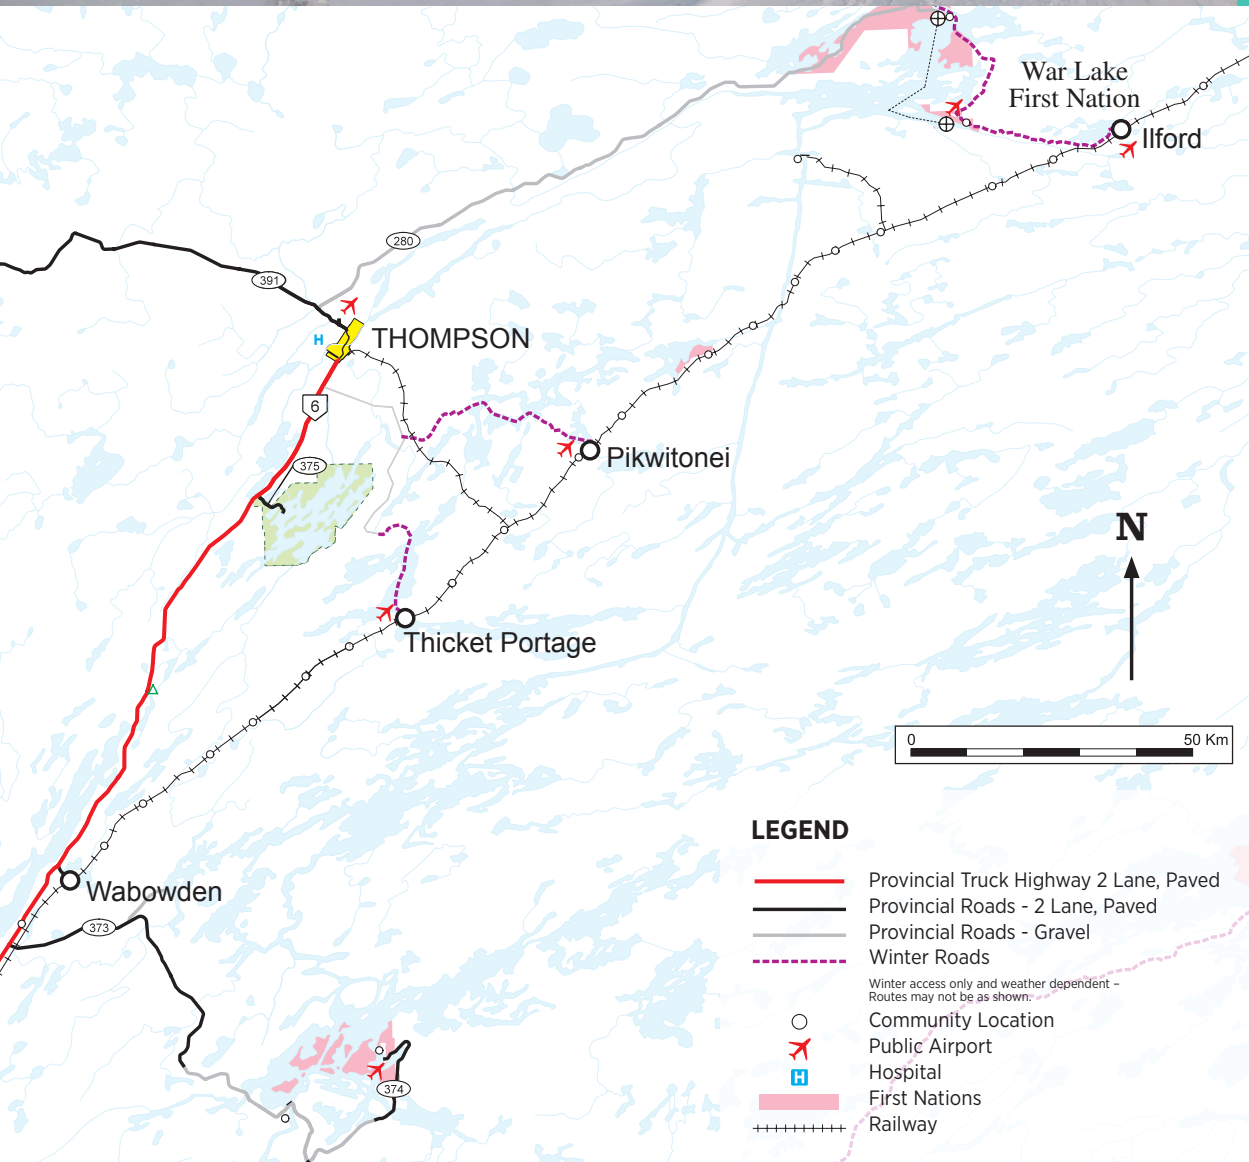 War Lake
First Nation
Ilford
280
391
H
THOMPSON
6
Pikwitonei
375
N
Thicket Portage
0 50 Km
LEGEND
Provincial Truck Highway 2 Lane, Paved
Wabowden
Provincial Roads - 2 Lane, Paved
373
Provincial Roads - Gravel
Winter Roads
Winter access only and weather dependent –
Routes may not be as shown.
Community Location
Public Airport
H Hospital
374
First Nations
Railway